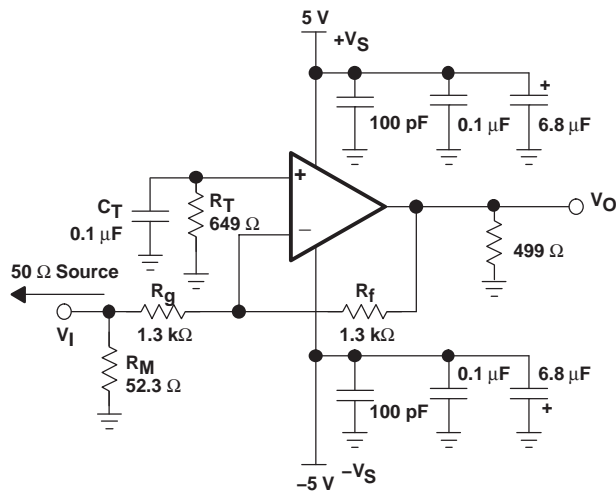 5 V
+VS
+
100 pF
0.1 µF
6.8 µF
CT
0.1 µF
RT
649 Ω
+
−
VO
499 Ω
50 Ω Source
VI
Rg
1.3 kΩ
Rf
1.3 kΩ
RM
52.3 Ω
0.1 µF
6.8 µF
100 pF
+
−5 V
−VS